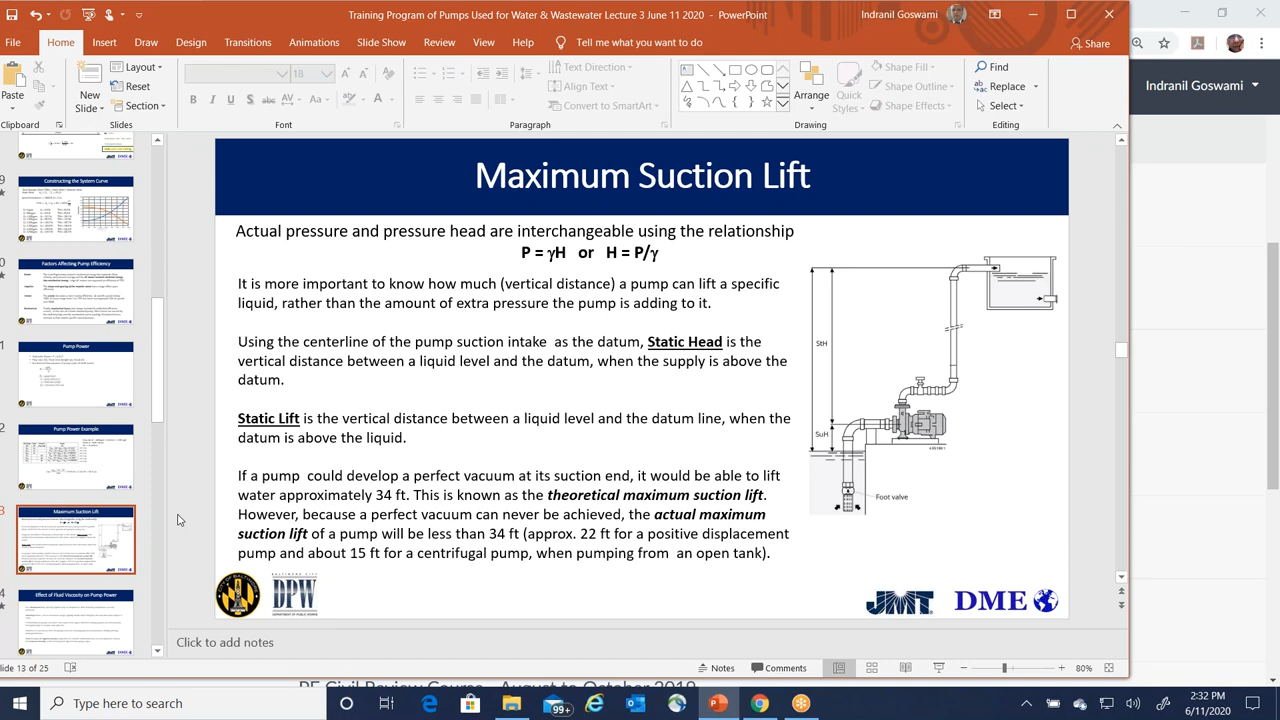 Training Program of Pumps Used for Water & Wastewater Lecture 3 June 11 2020 - PowerPoint
Indranil Goswami
File Home Insert Draw Design Transitions Animations Slide Show Review View Help Tell me what you want to do
Share
Paste
New
Slide
Layout
Reset
Section
18
Text Direction
Align Text
Convert to SmartArt
Arrange
Quick
Styles
Shape Fill
Shape Outline
Shape Effects
Find
Replace
Select
Clipboard Slides Font Paragraph Drawing Editing
Indranil Goswami
Constructing the System Curve
Factors Affecting Pump Efficiency
Pump Power
Pump Power Example
Maximum Suction Lift
Effect of Fluid Viscosity on Pump Power
Maximum Suction Lift
Actual pressure and pressure head are interchangeable using the relationship
P = γH or H = P/γ
It is more important to know how much (vertical distance) a pump can lift a specific
fluid rather than the amount of extra pressure the pump is adding to it.
Using the centerline of the pump suction intake as the datum, Static Head is the
vertical distance between a liquid level and the datum, when the supply is above the
datum.
Static Lift is the vertical distance between a liquid level and the datum line, when the
datum is above the liquid.
If a pump could develop a perfect vacuum at its suction end, it would be able to lift
water approximately 34 ft. This is known as the theoretical maximum suction lift.
However, because a perfect vacuum can never be achieved, the actual maximum
suction lift of a pump will be less than 34 ft (approx. 22 ft for a positive displacement
pump and about 15 ft for a centrifugal pump, when pumping from an open tank).
StH
SuH
Foot valve
DME
Click to add notes
lide 13 of 25
Notes Comments
80%
PE Civil Review Course - August to October 2019
Type here to search
99+
2:32 PM
6/11/2020